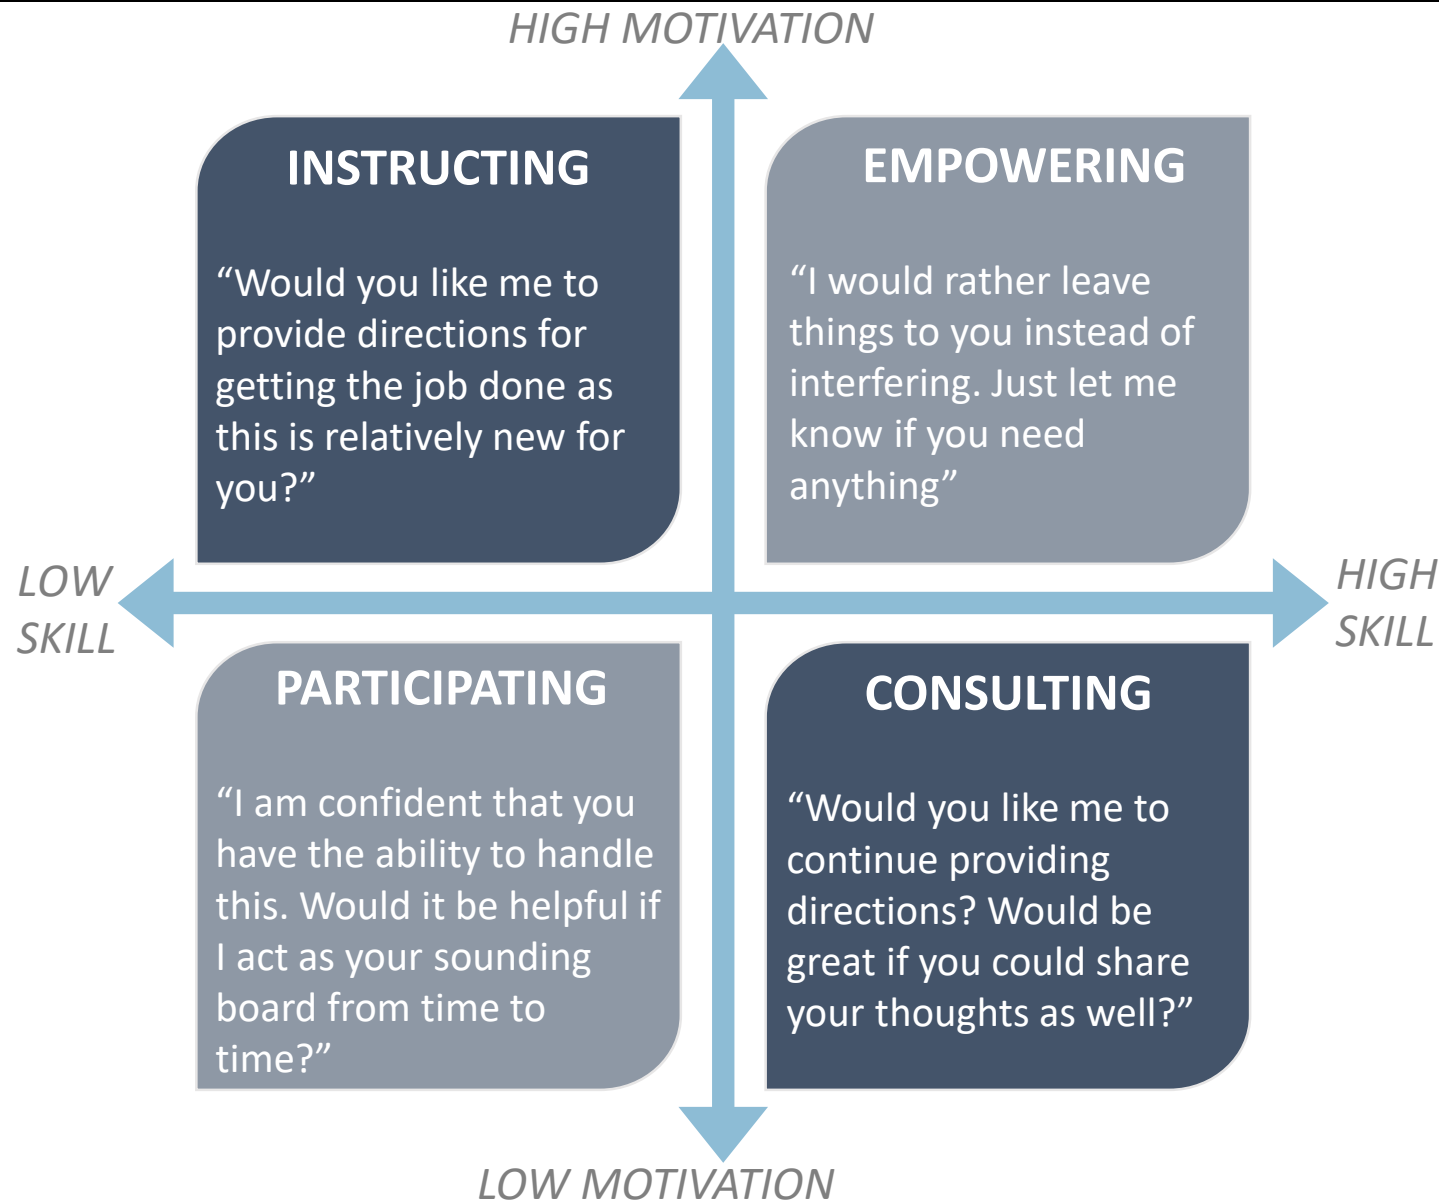 HIGH MOTIVATION
INSTRUCTING
“Would you like me to
provide directions for
getting the job done as
this is relatively new for
you?”
EMPOWERING
“I would rather leave
things to you instead of
interfering. Just let me
know if you need
anything”
LOW
SKILL
HIGH
SKILL
PARTICIPATING
“I am confident that you
have the ability to handle
this. Would it be helpful if
I act as your sounding
board from time to
time?”
CONSULTING
“Would you like me to
continue providing
directions? Would be
great if you could share
your thoughts as well?”
LOW MOTIVATION